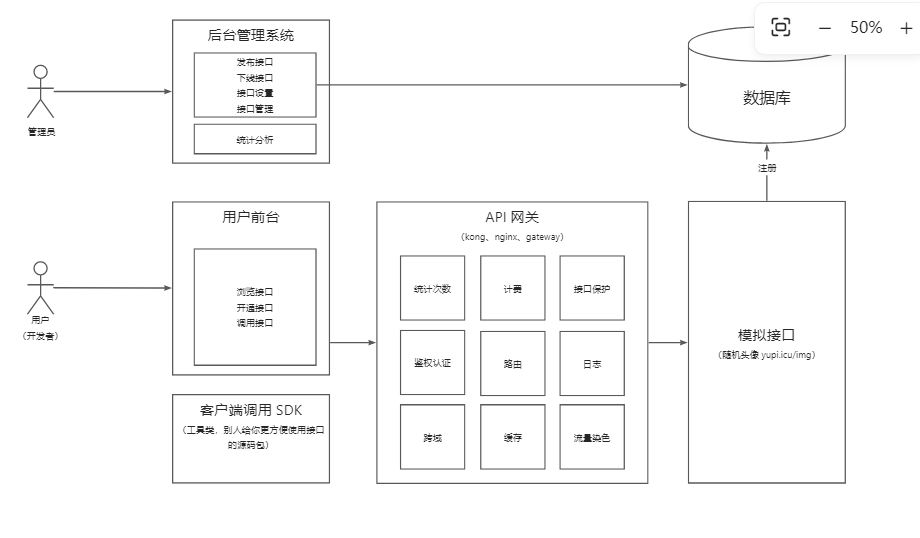 后台管理系统
发布接口
下线接口
接口设置
接口管理
统计分析
管理员
50%
数据库
注册
用户前台
浏览接口
开通接口
调用接口
用户
（开发者）
客户端调用 SDK
（工具类，别人给你更方便使用接口
的源码包）
API 网关
（kong、nginx、gateway）
统计次数
计费
接口保护
鉴权认证
路由
日志
跨域
缓存
流量染色
模拟接口
（随机头像 yupi.icu/img）